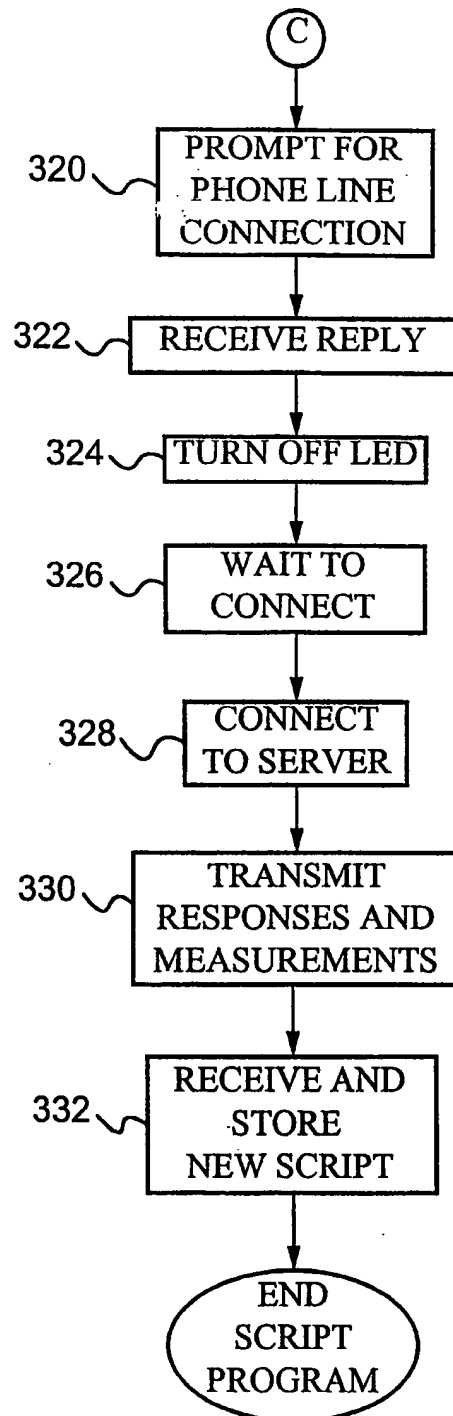 C
320
PROMPT FOR
PHONE LINE
CONNECTION
322
RECEIVE REPLY
324
TURN OFF LED
326
WAIT TO
CONNECT
328
CONNECT
TO SERVER
330
TRANSMIT
RESPONSES AND
MEASUREMENTS
332
RECEIVE AND
STORE
NEW SCRIPT
END
SCRIPT
PROGRAM